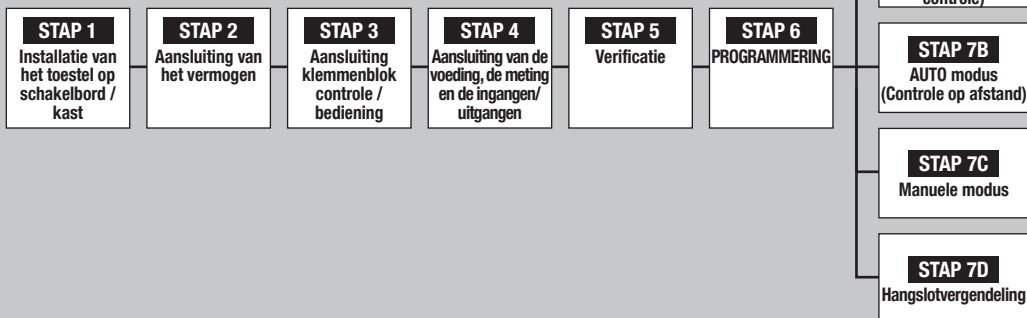 STAP 1
Installatie van
het toestel op
schakelbord /
kast
STAP 2
Aansluiting van
het vermogen
STAP 3
Aansluiting
klemmenblok
controle /
bediening
STAP 4
Aansluiting van de
voeding, de meting
en de ingangen/
uitgangen
STAP 5
Verificatie
STAP 6
PROGRAMMERING
controle)
STAP 7B
AUTO modus
(Controle op afstand)
STAP 7C
Manuele modus
STAP 7D
Hangslotvergendeling